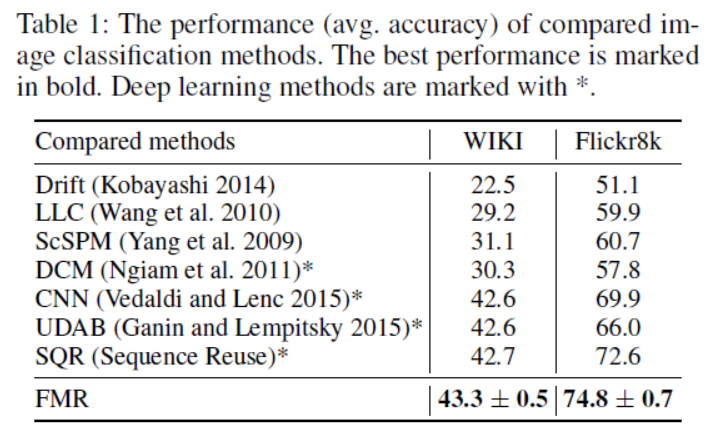 Table 1: The performance (avg. accuracy) of compared im-
age classification methods. The best performance is marked
in bold. Deep learning methods are marked with *.
Compared methods WIKI Flickr8k
Drift (Kobayashi 2014) 22.5 51.1
LLC (Wang et al. 2010) 29.2 59.9
ScSPM (Yang et al. 2009) 31.1 60.7
DCM (Ngiam et al. 2011)* 30.3 57.8
CNN (Vedaldi and Lenc 2015)* 42.6 69.9
UDAB (Ganin and Lempitsky 2015)* 42.6 66.0
SQR (Sequence Reuse)* 42.7 72.6
FMR 43.3 ± 0.5 74.8 ± 0.7